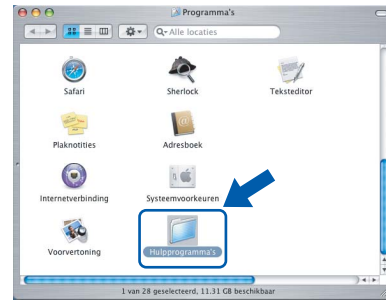 Programma's
Alle locaties
Safari
Sherlock
Teksteditor
Plaknotities
Adresboek
Internetverbinding
Systeemvoorkeuren
Voorvertoning
Hulpprogramma's
1 van 28 geselecteerd, 11.31 GB beschikbaar